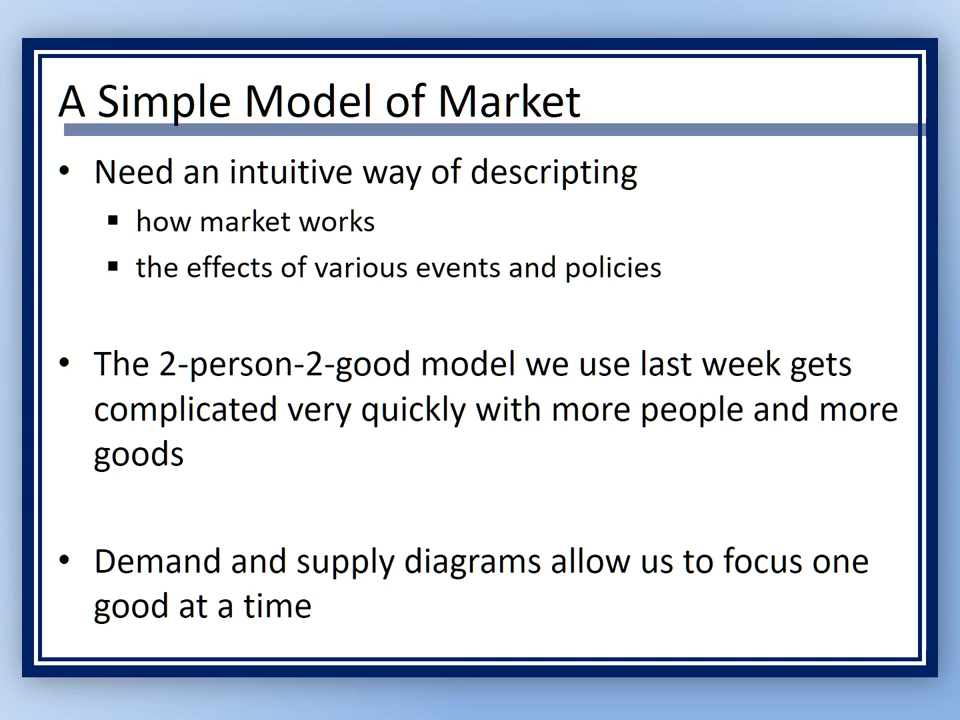 A Simple Model of Market
• Need an intuitive way of descripting
▪ how market works
▪ the effects of various events and policies
• The 2-person-2-good model we use last week gets
complicated very quickly with more people and more
goods
• Demand and supply diagrams allow us to focus one
good at a time